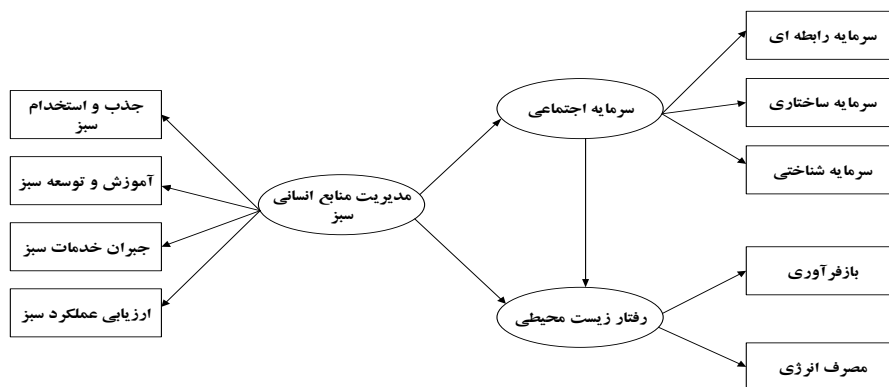 سرمایه رابطه ای
سرمایه ساختاری
سرمایه شناختی
سرمایه اجتماعی
جذب و استخدام
سبز
آموزش و توسعه سبز
جبران خدمات سبز
ارزیابی عملکرد سبز
مدیریت منابع انسانی
سبز
رفتار زیست محیطی
بازفرآوری
مصرف انرژی